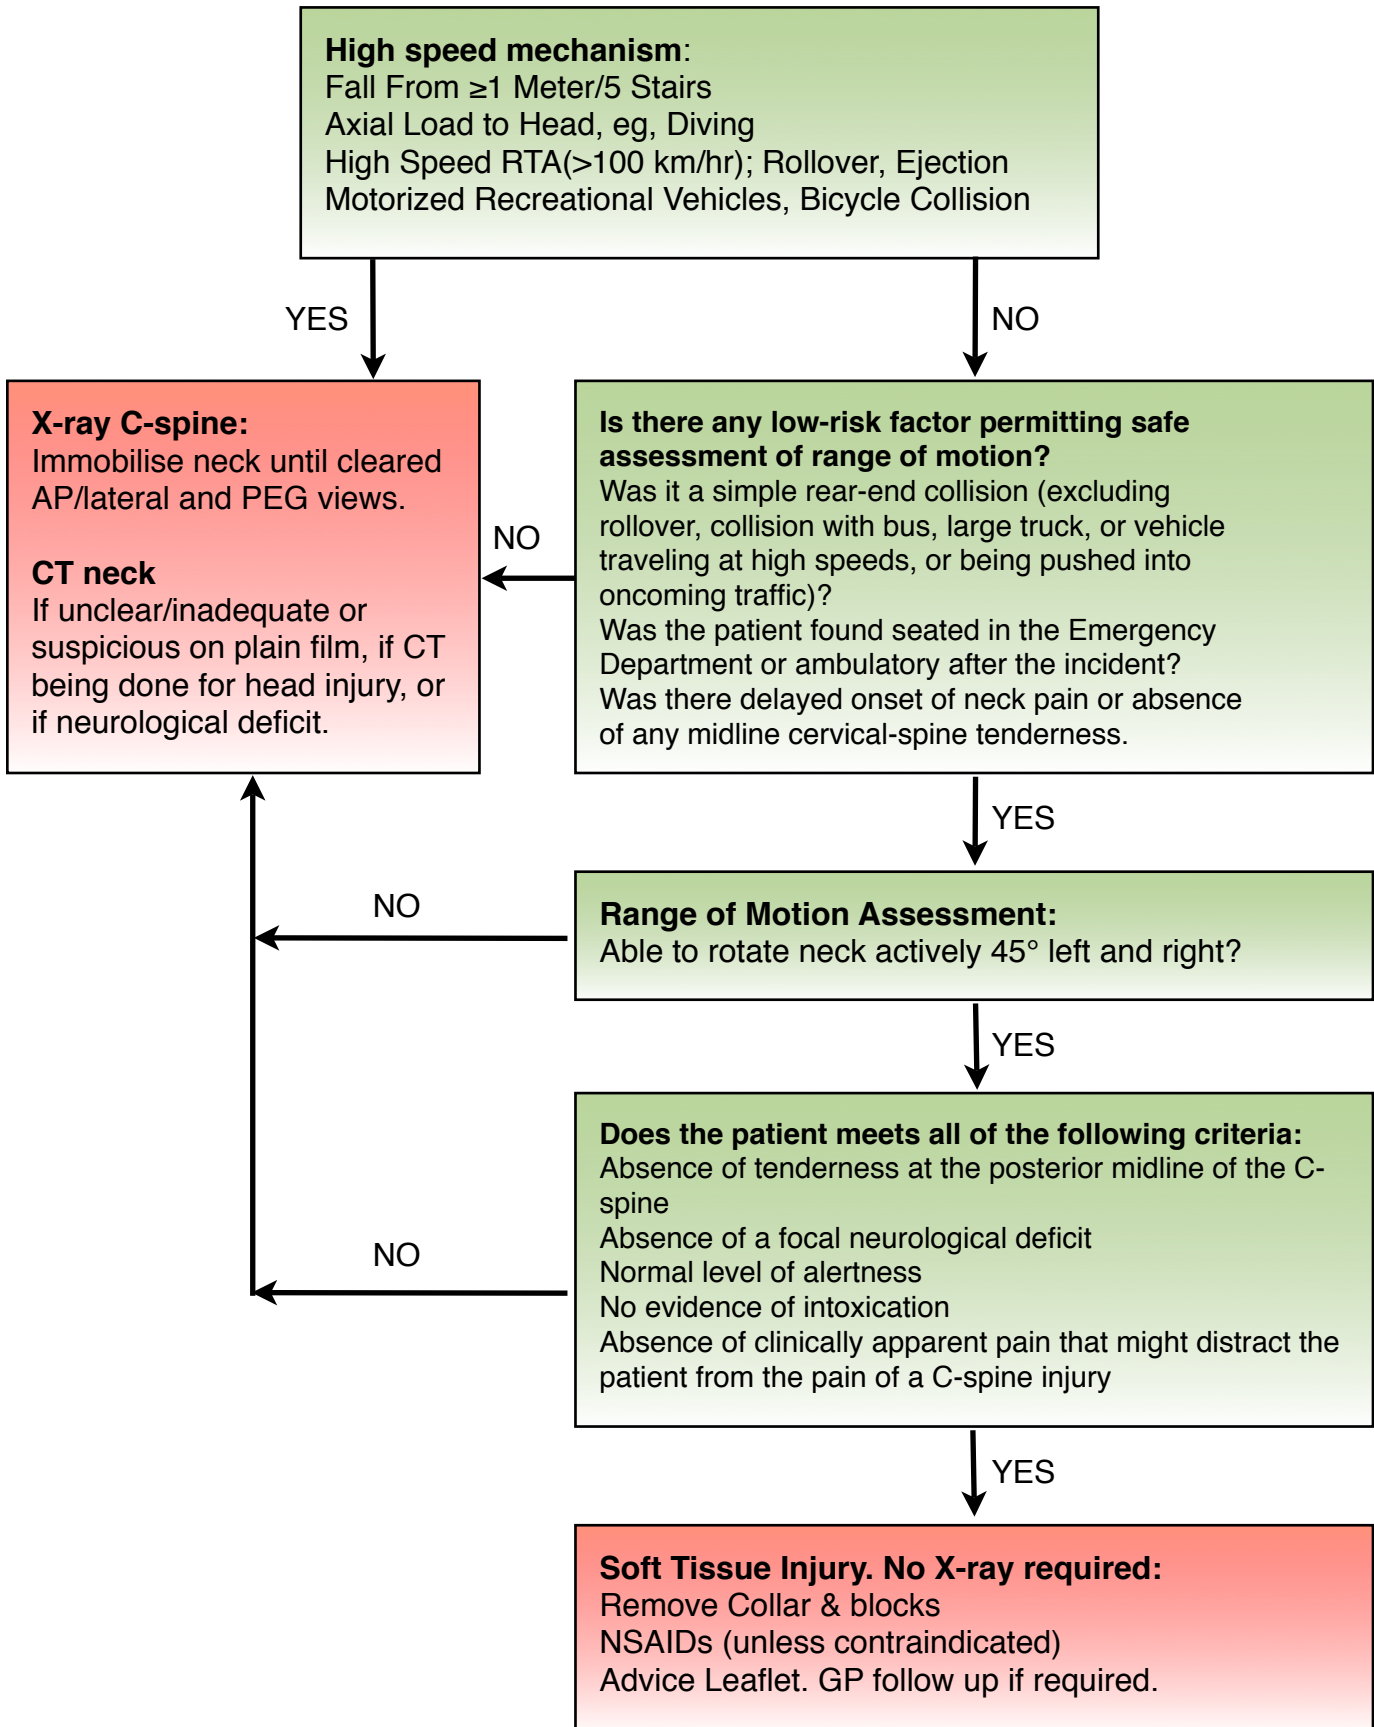 High speed mechanism:
Fall From ≥1 Meter/5 Stairs
Axial Load to Head, eg, Diving
High Speed RTA(>100 km/hr); Rollover, Ejection
Motorized Recreational Vehicles, Bicycle Collision
YES
NO
X-ray C-spine:
Immobilise neck until cleared
AP/lateral and PEG views.
CT neck
If unclear/inadequate or
suspicious on plain film, if CT
being done for head injury, or
if neurological deficit.
NO
Is there any low-risk factor permitting safe
assessment of range of motion?
Was it a simple rear-end collision (excluding
rollover, collision with bus, large truck, or vehicle
traveling at high speeds, or being pushed into
oncoming traffic)?
Was the patient found seated in the Emergency
Department or ambulatory after the incident?
Was there delayed onset of neck pain or absence
of any midline cervical-spine tenderness.
YES
NO
Range of Motion Assessment:
Able to rotate neck actively 45° left and right?
YES
NO
Does the patient meets all of the following criteria:
Absence of tenderness at the posterior midline of the C-
spine
Absence of a focal neurological deficit
Normal level of alertness
No evidence of intoxication
Absence of clinically apparent pain that might distract the
patient from the pain of a C-spine injury
YES
Soft Tissue Injury. No X-ray required:
Remove Collar & blocks
NSAIDs (unless contraindicated)
Advice Leaflet. GP follow up if required.